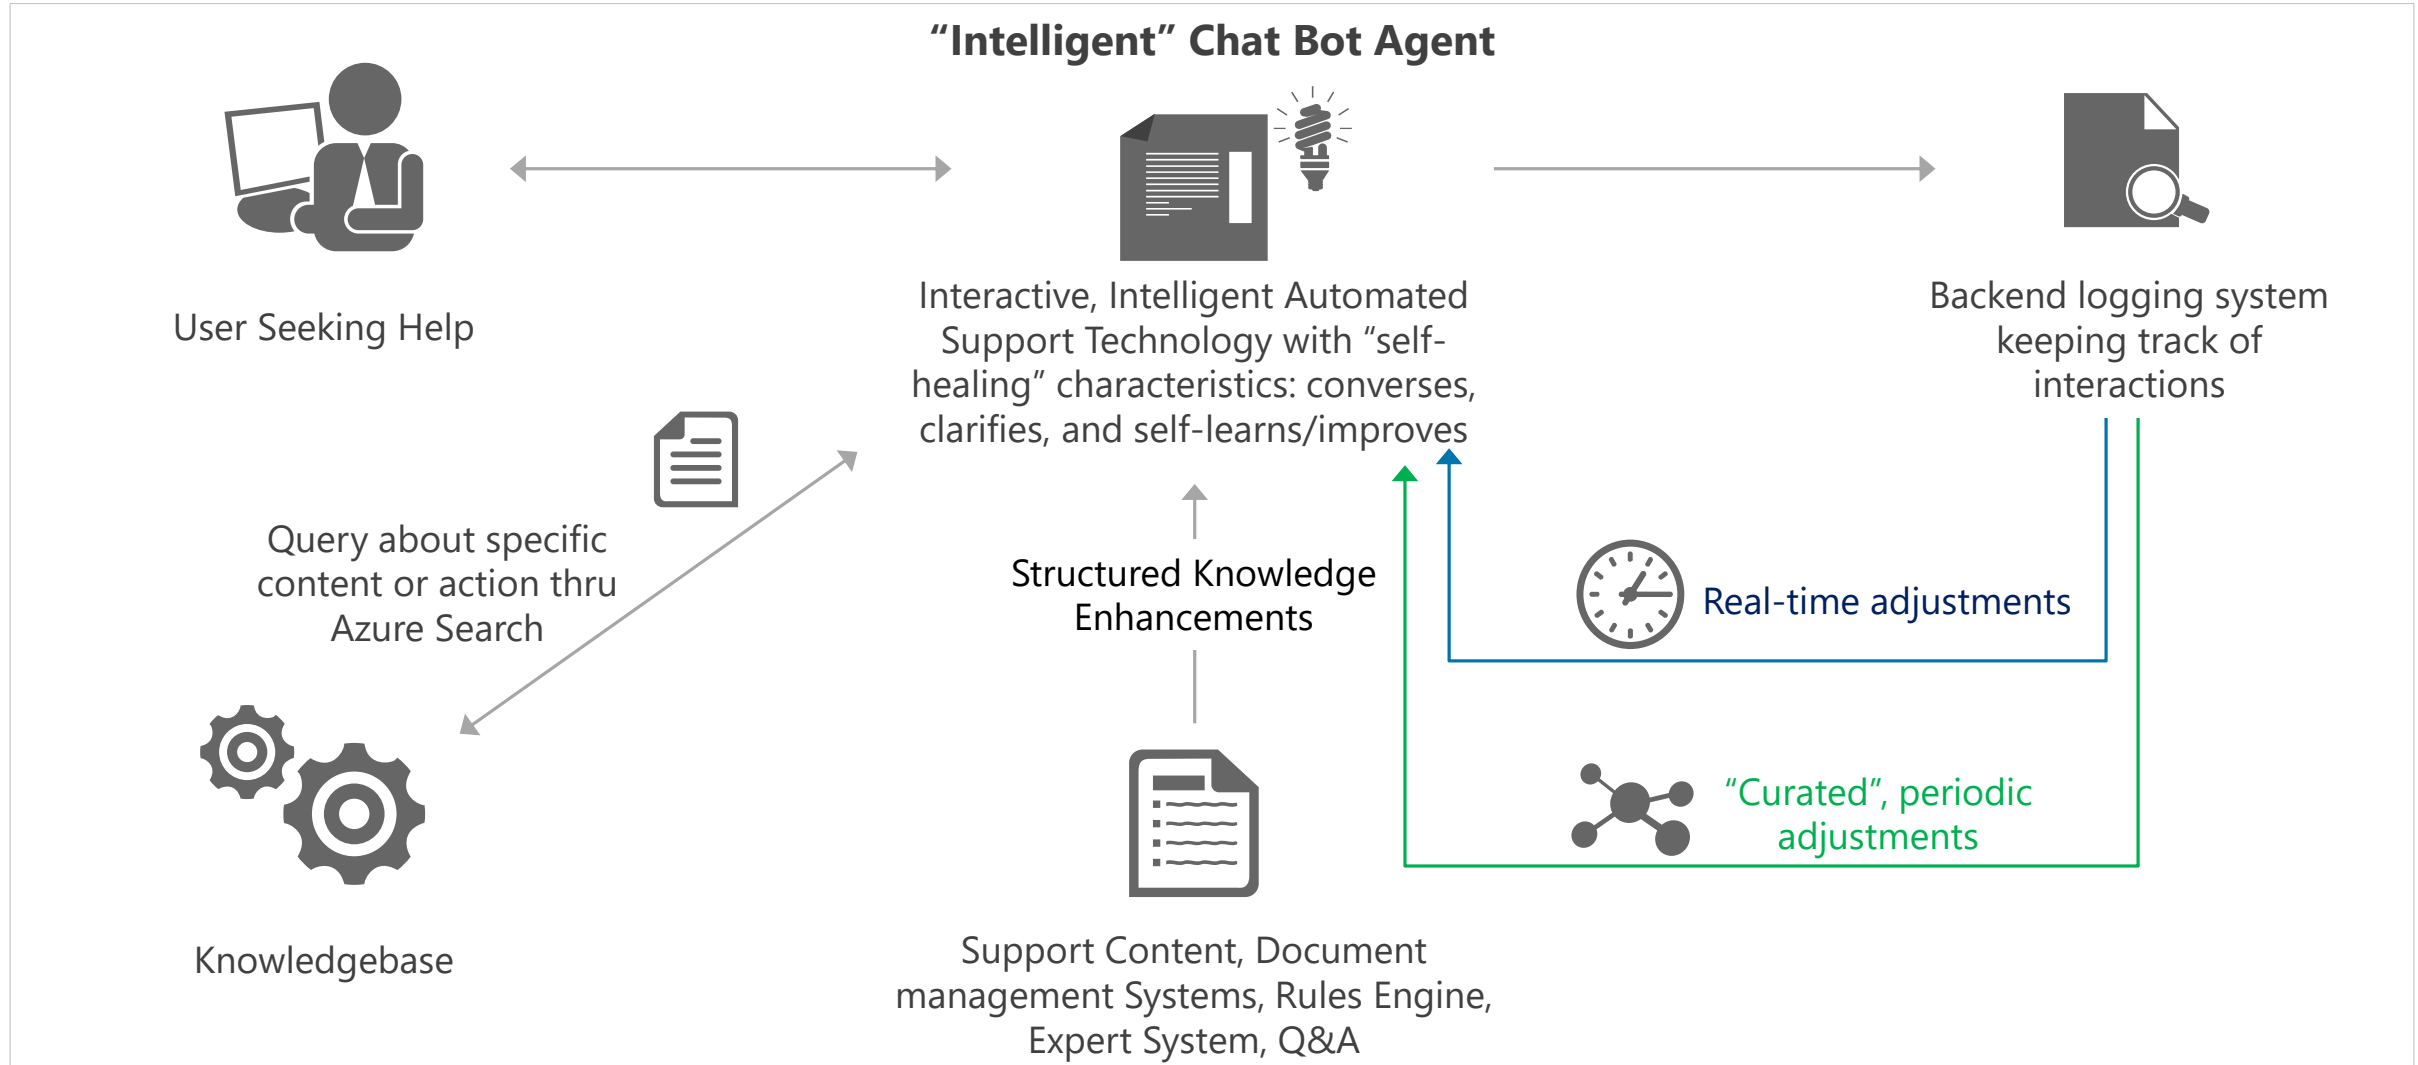 “Intelligent” Chat Bot Agent
User Seeking Help
Interactive, Intelligent Automated
Support Technology with “self-
healing” characteristics: converses,
clarifies, and self-learns/improves
Backend logging system
keeping track of
interactions
Query about specific
content or action thru
Azure Search
Structured Knowledge
Enhancements
Real-time adjustments
“Curated”, periodic
adjustments
Knowledgebase
Support Content, Document
management Systems, Rules Engine,
Expert System, Q&A